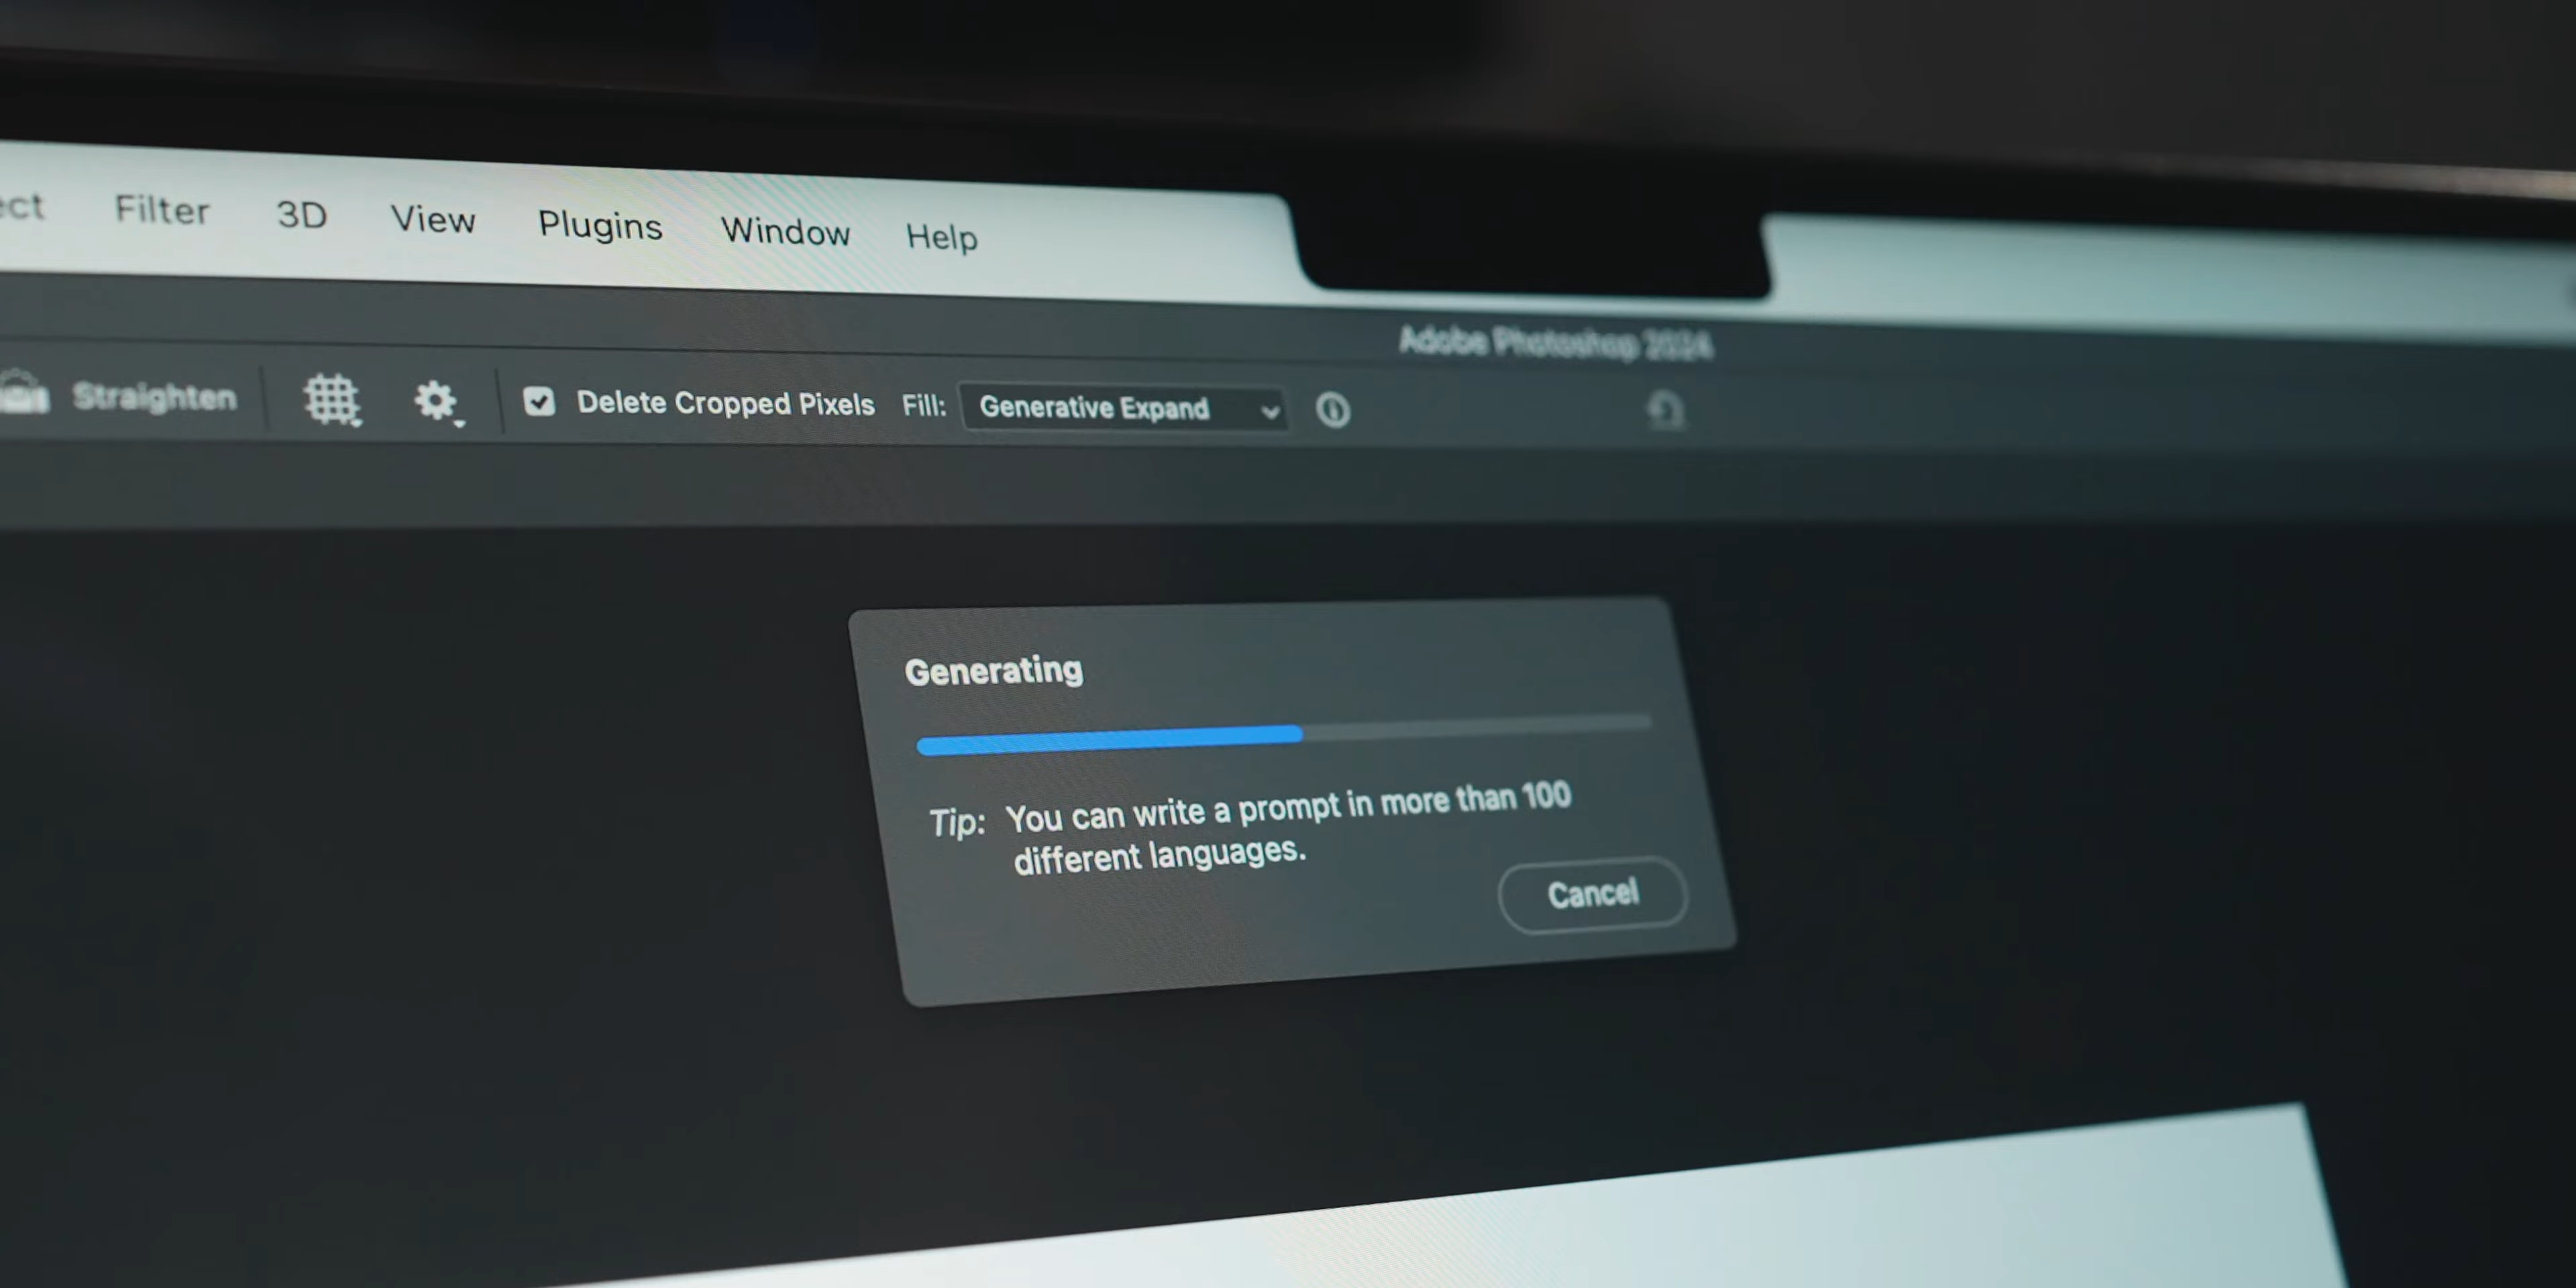 Filter 3D View Plugins Window Help
Adobe Photoshop 2024
Straighten Delete Cropped Pixels Fill: Generative Expand
Generating
Tip: You can write a prompt in more than 100
different languages.
Cancel